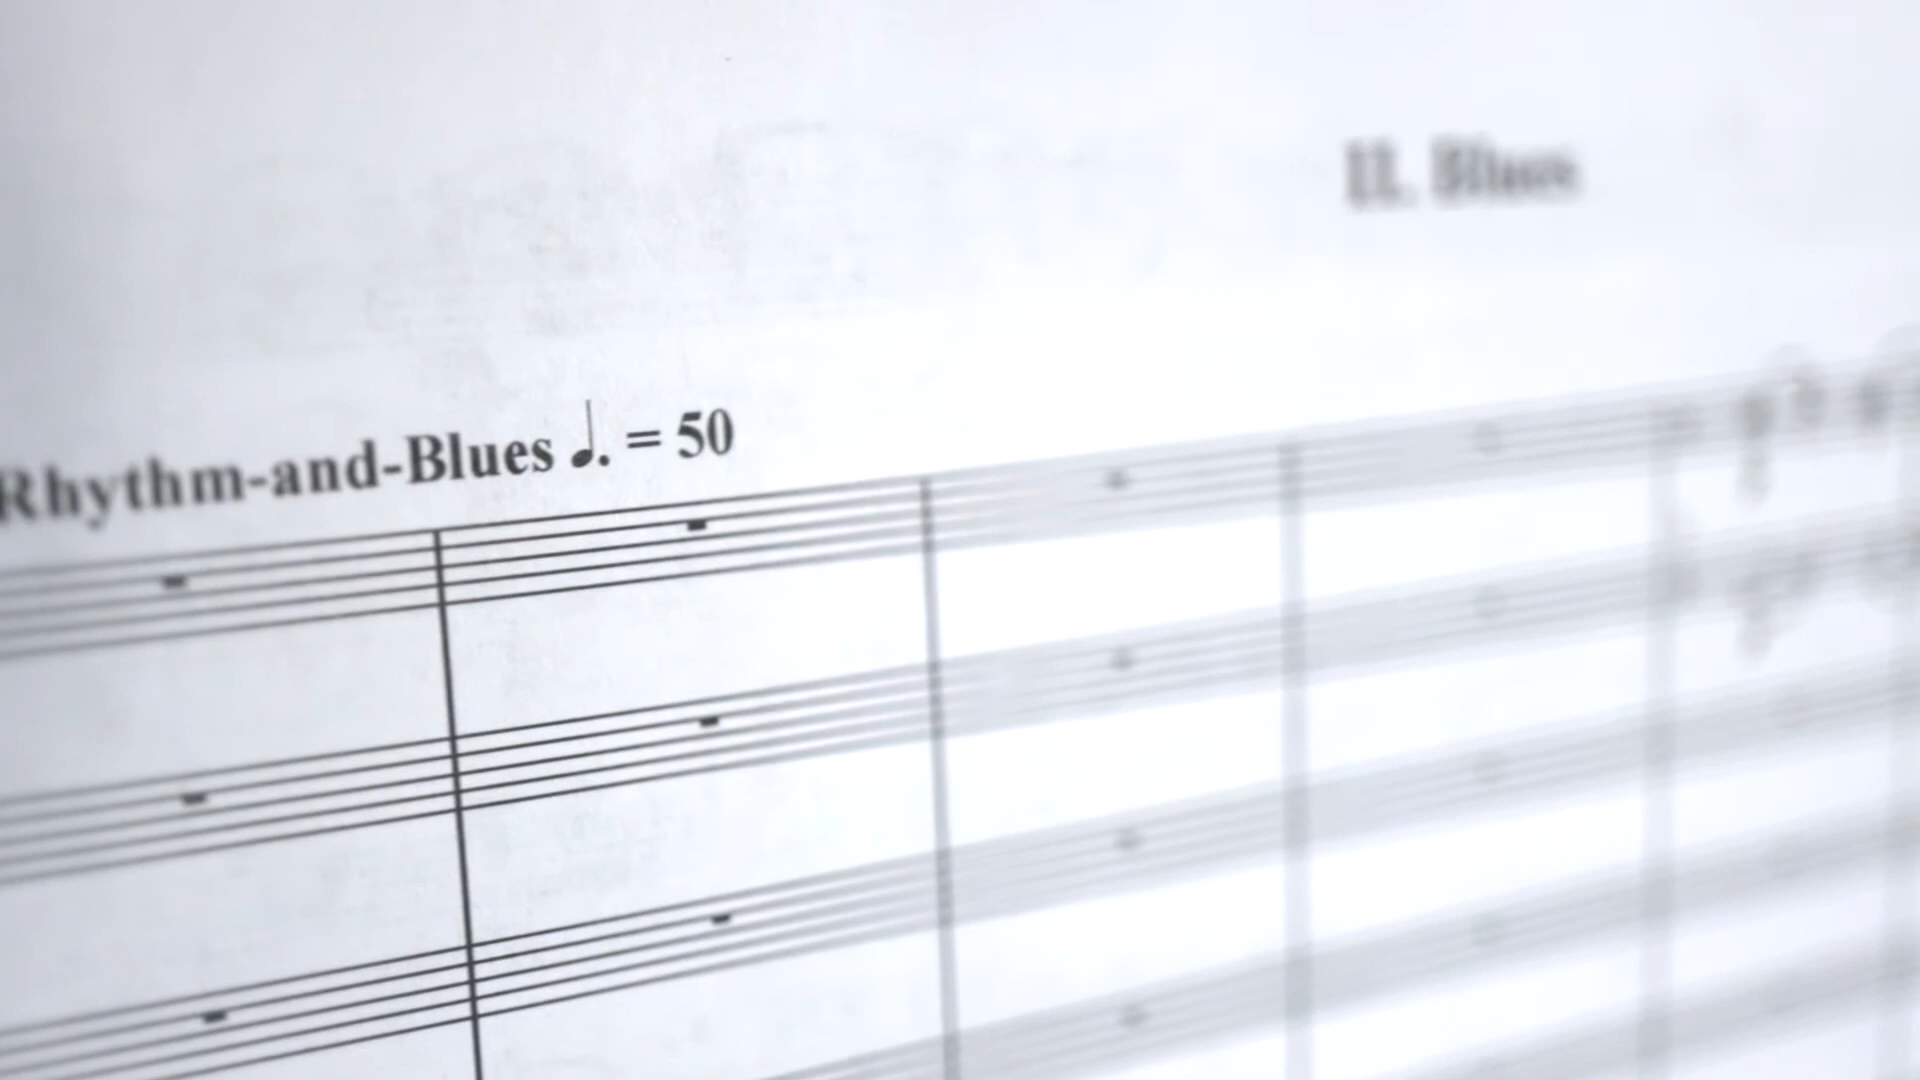 II. Blues
Rhythm-and-Blues ♩. = 50